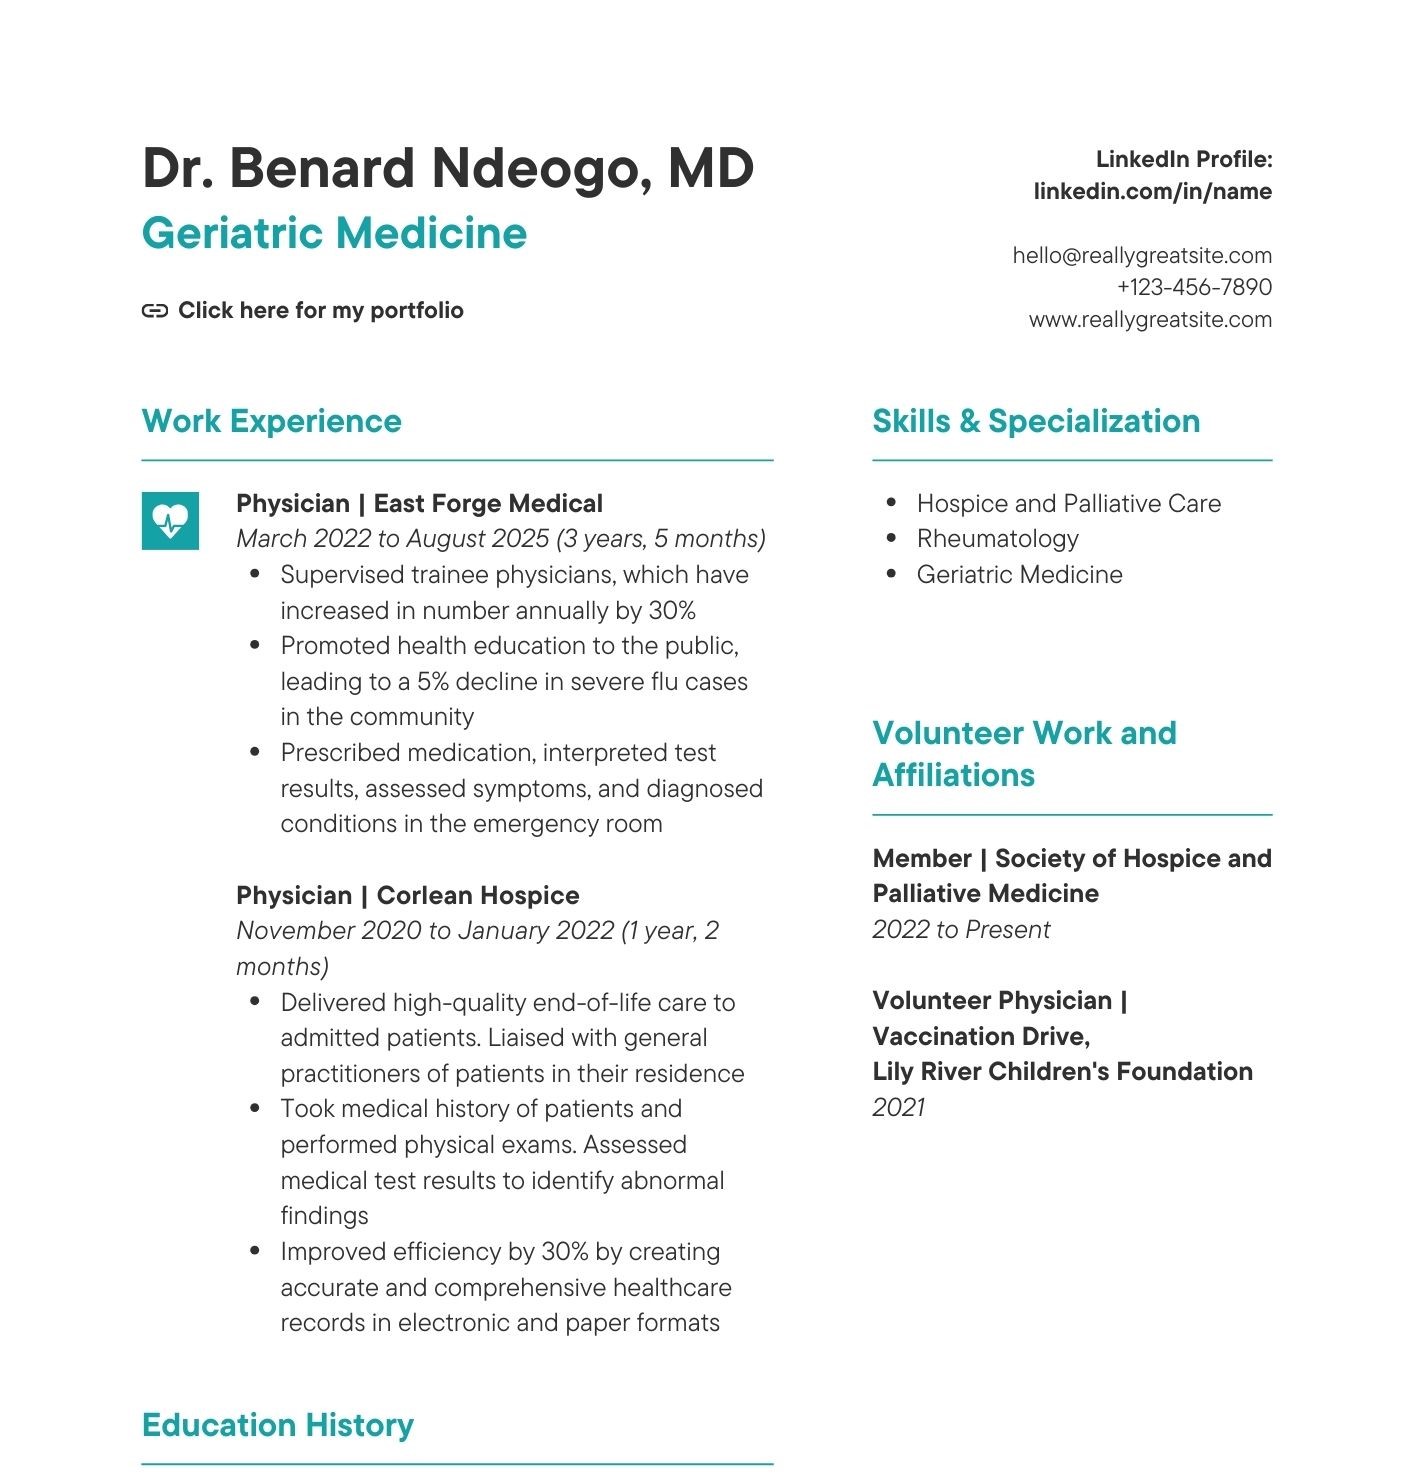 Dr. Benard Ndeogo, MD
Geriatric Medicine
Click here for my portfolio
LinkedIn Profile:
linkedin.com/in/name
hello@reallygreatsite.com
+123-456-7890
www.reallygreatsite.com
Work Experience
Physician | East Forge Medical
March 2022 to August 2025 (3 years, 5 months)
• Supervised trainee physicians, which have
increased in number annually by 30%
• Promoted health education to the public,
leading to a 5% decline in severe flu cases
in the community
• Prescribed medication, interpreted test
results, assessed symptoms, and diagnosed
conditions in the emergency room
Physician | Corlean Hospice
November 2020 to January 2022 (1 year, 2
months)
• Delivered high-quality end-of-life care to
admitted patients. Liaised with general
practitioners of patients in their residence
• Took medical history of patients and
performed physical exams. Assessed
medical test results to identify abnormal
findings
• Improved efficiency by 30% by creating
accurate and comprehensive healthcare
records in electronic and paper formats
Education History
Skills & Specialization
• Hospice and Palliative Care
• Rheumatology
• Geriatric Medicine
Volunteer Work and
Affiliations
Member | Society of Hospice and
Palliative Medicine
2022 to Present
Volunteer Physician |
Vaccination Drive,
Lily River Children's Foundation
2021